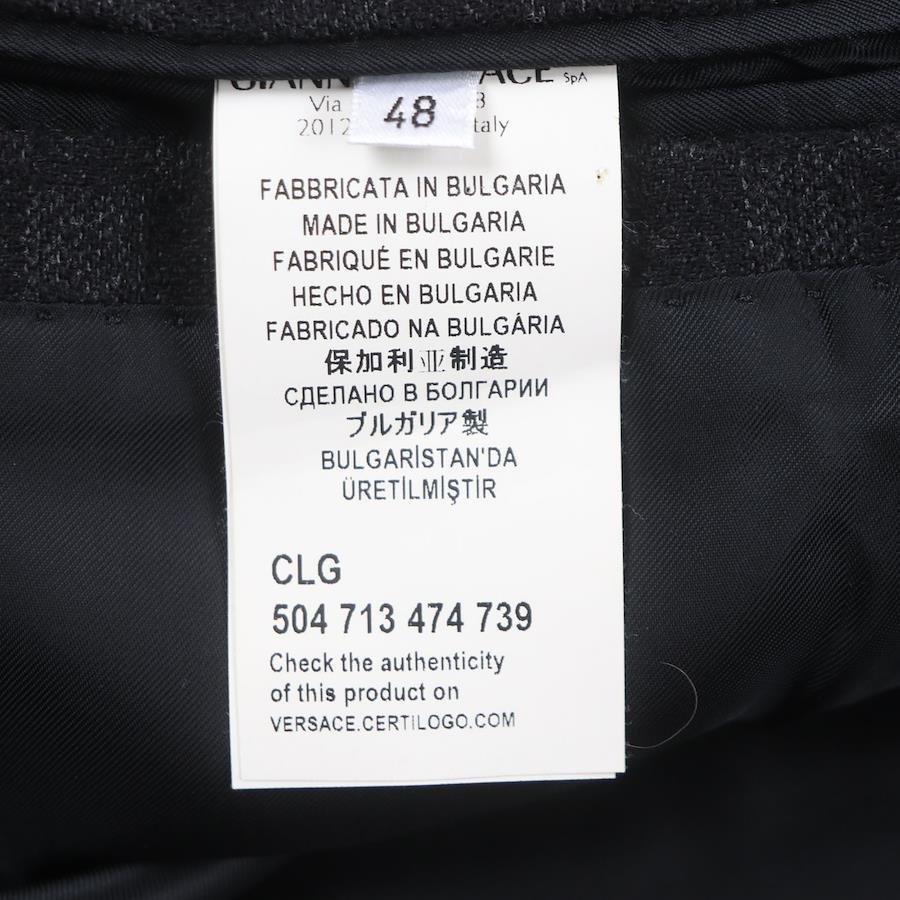 SpA
Via
48
FABBRICATA IN BULGARIA
MADE IN BULGARIA
FABRIQUÉ EN BULGARIE
HECHO EN BULGARIA
FABRICADO NA BULGÁRIA
保加利亚制造
СДЕЛАНО В БОЛГАРИИ
ブルガリア製
BULGARİSTAN'DA
ÜRETİLMİŞTİR
CLG
504 713 474 739
Check the authenticity
of this product on
VERSACE.CERTILOGO.COM